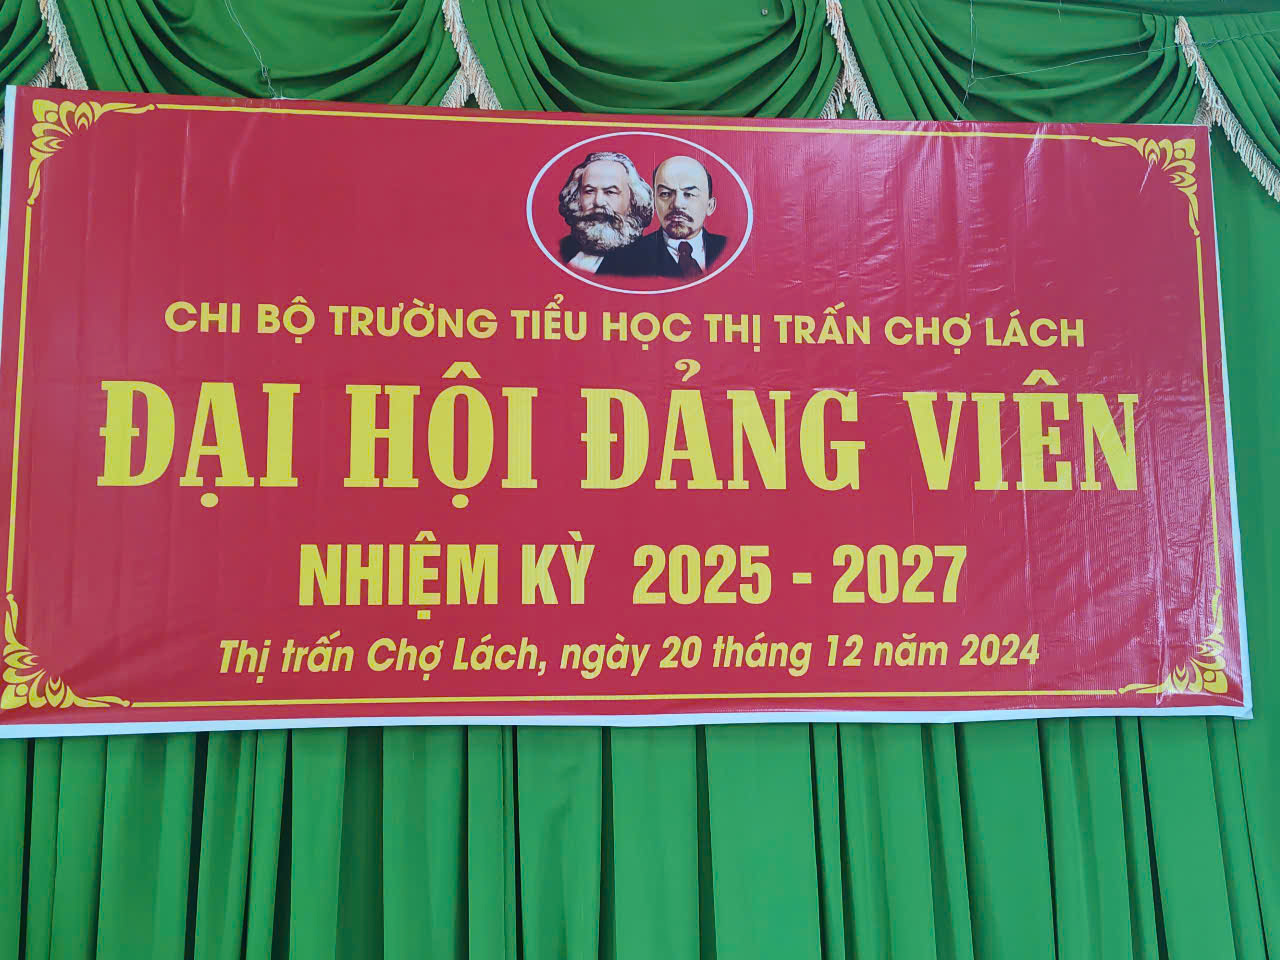 CHI BỘ TRƯỜNG TIỂU HỌC THỊ TRẤN CHỢ LÁCH
ĐẠI HỘI ĐẢNG VIÊN
NHIỆM KỲ 2025 - 2027
Thị trấn Chợ Lách, ngày 20 tháng 12 năm 2024